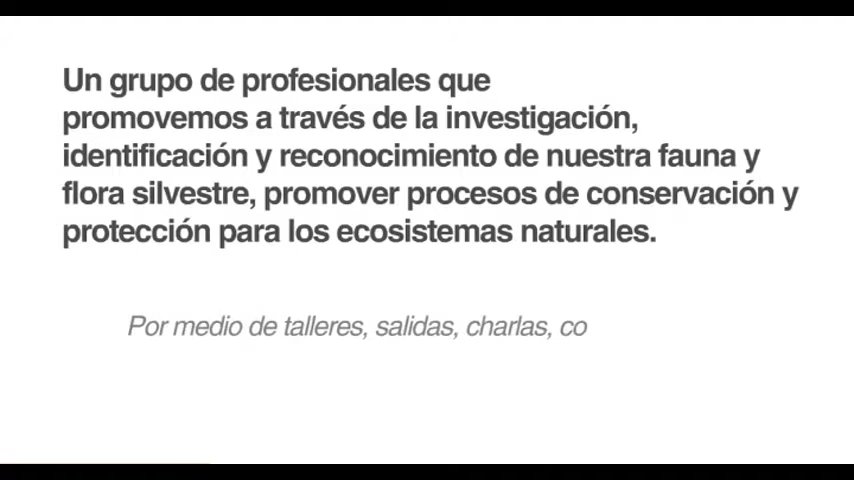 Un grupo de profesionales que
promovemos a través de la investigación,
identificación y reconocimiento de nuestra fauna y
flora silvestre, promover procesos de conservación y
protección para los ecosistemas naturales.
Por medio de talleres, salidas, charlas, co